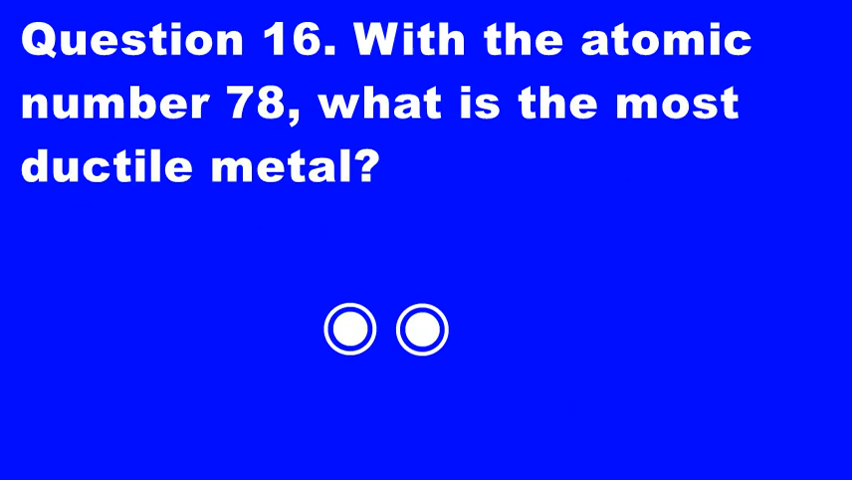 Question 16. With the atomic
number 78, what is the most
ductile metal?